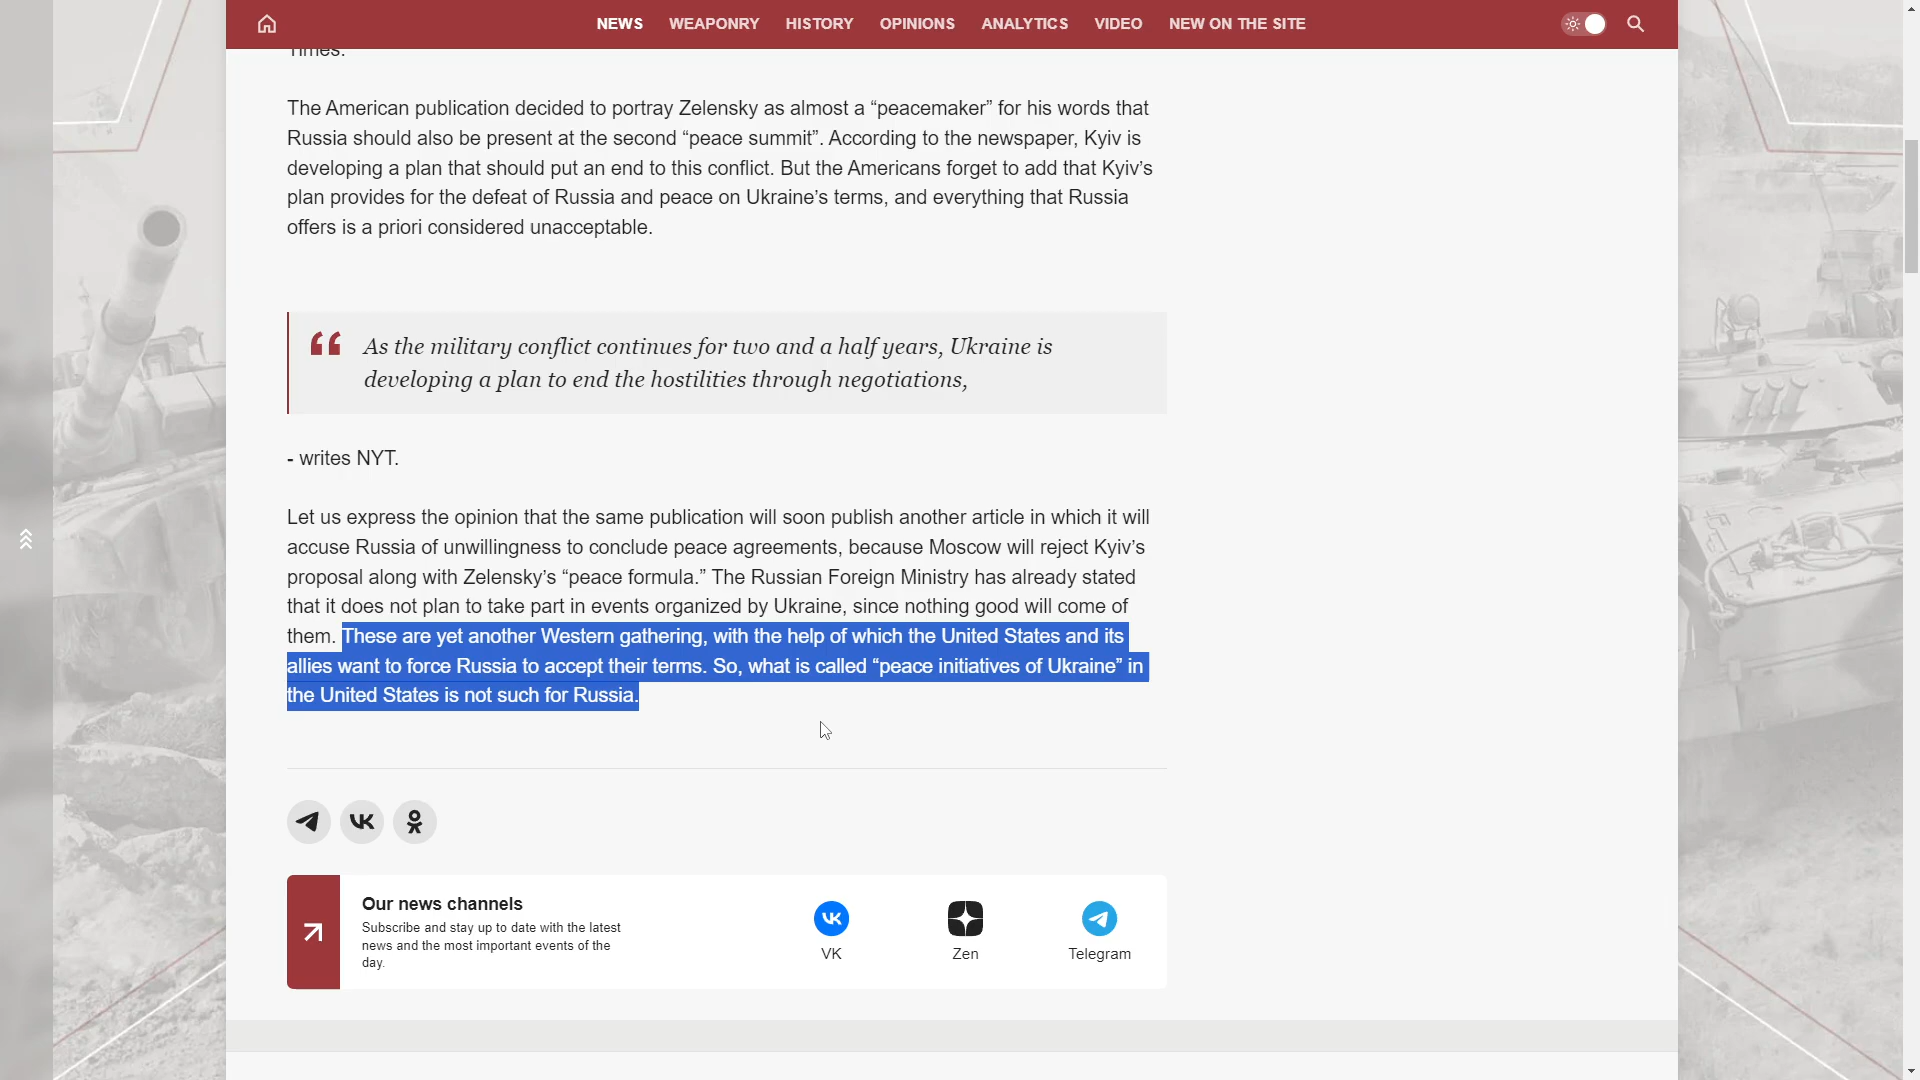 NEWS WEAPONRY HISTORY OPINIONS ANALYTICS VIDEO NEW ON THE SITE
Times.
The American publication decided to portray Zelensky as almost a “peacemaker” for his words that
Russia should also be present at the second “peace summit”. According to the newspaper, Kyiv is
developing a plan that should put an end to this conflict. But the Americans forget to add that Kyiv’s
plan provides for the defeat of Russia and peace on Ukraine’s terms, and everything that Russia
offers is a priori considered unacceptable.
As the military conflict continues for two and a half years, Ukraine is
developing a plan to end the hostilities through negotiations,
- writes NYT.
Let us express the opinion that the same publication will soon publish another article in which it will
accuse Russia of unwillingness to conclude peace agreements, because Moscow will reject Kyiv’s
proposal along with Zelensky’s “peace formula.” The Russian Foreign Ministry has already stated
that it does not plan to take part in events organized by Ukraine, since nothing good will come of
them. These are yet another Western gathering, with the help of which the United States and its
allies want to force Russia to accept their terms. So, what is called “peace initiatives of Ukraine” in
the United States is not such for Russia.
Our news channels
Subscribe and stay up to date with the latest
news and the most important events of the
day.
VK Zen Telegram